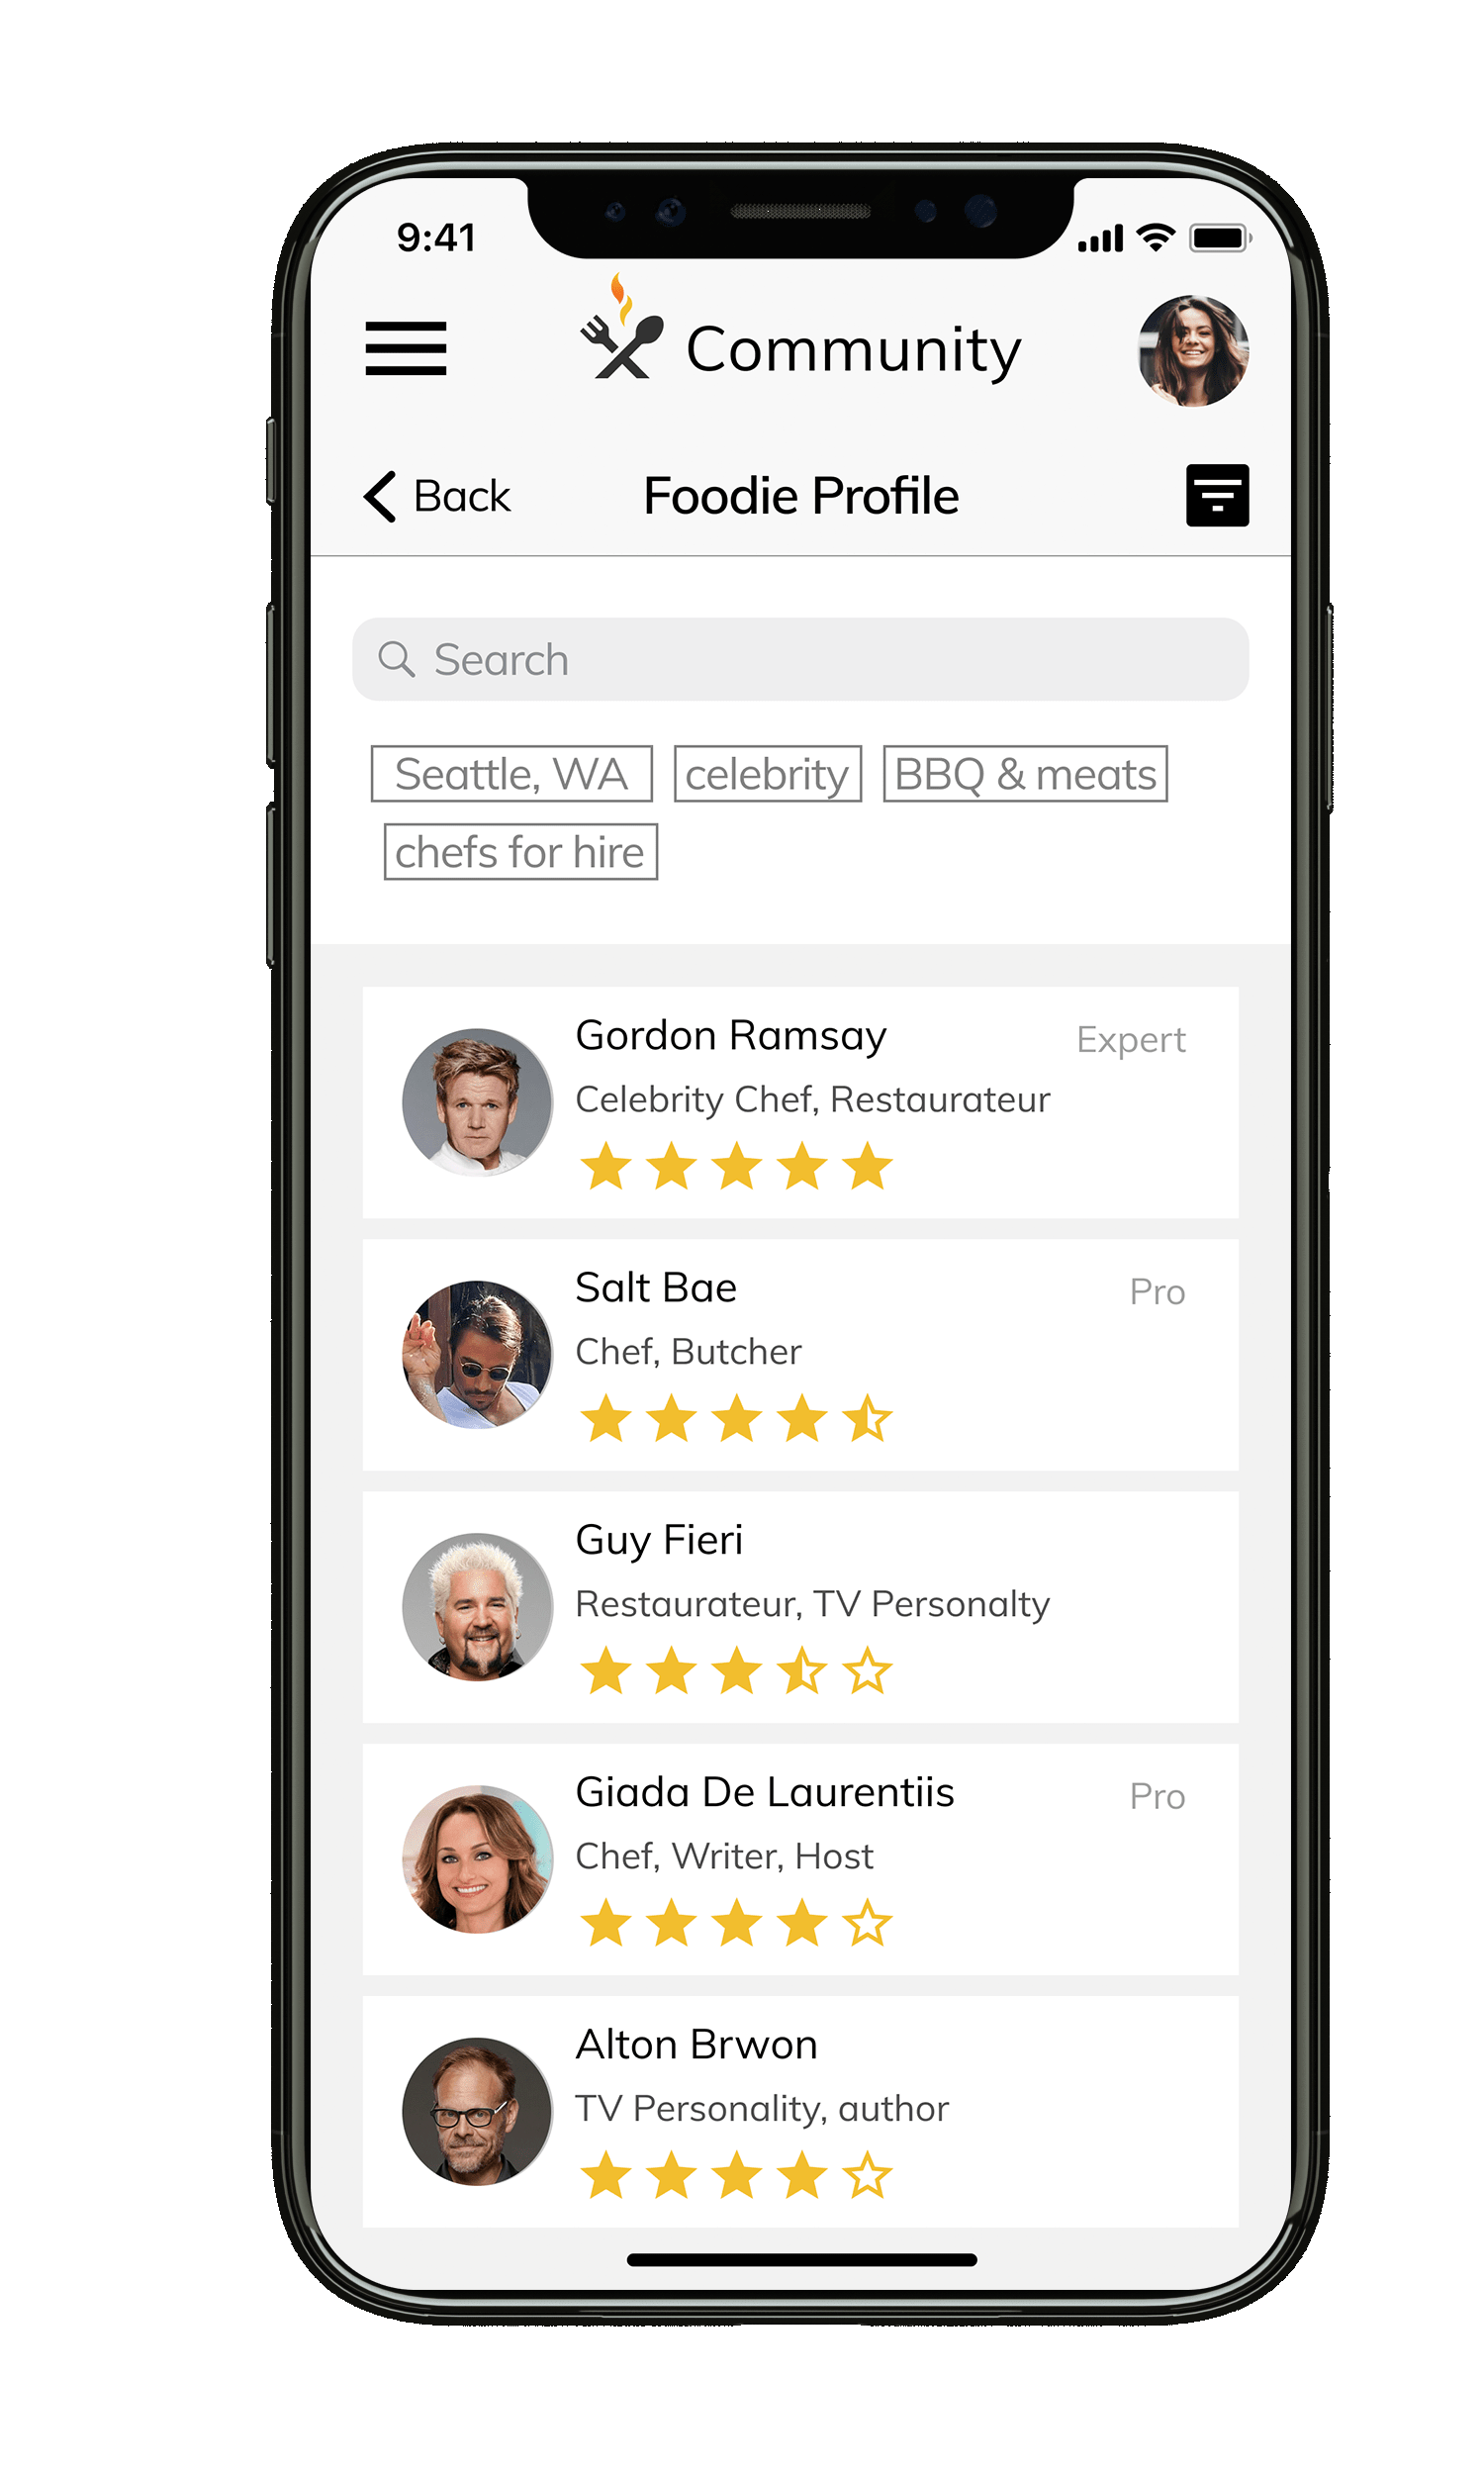 9:41
Community
Back Foodie Profile
Search
Seattle, WA celebrity BBQ & meats
chefs for hire
Gordon Ramsay Expert
Celebrity Chef, Restaurateur
Salt Bae Pro
Chef, Butcher
Guy Fieri
Restaurateur, TV Personalty
Giada De Laurentiis Pro
Chef, Writer, Host
Alton Brwon
TV Personality, author